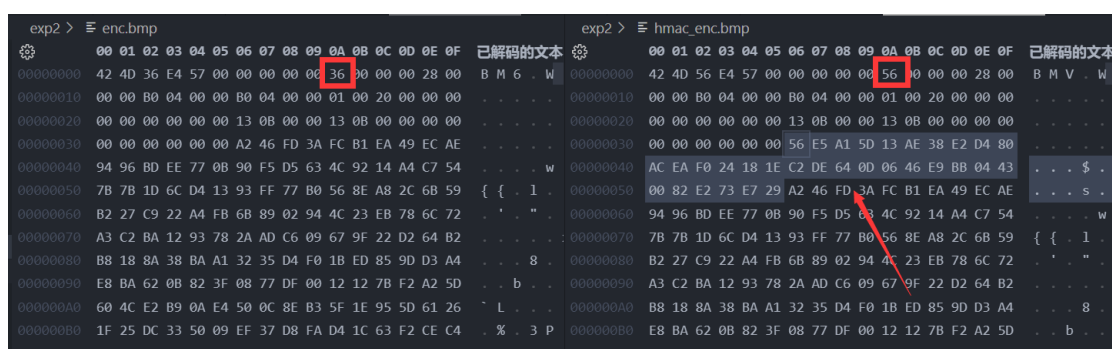 exp2 > enc.bmp
00 01 02 03 04 05 06 07 08 09 0A 0B 0C 0D 0E 0F 已解码的文本
00000000 42 4D 36 E4 57 00 00 00 00 00 36 00 00 00 28 00 B M 6 . W
00000010 00 00 B0 04 00 00 B0 04 00 00 01 00 20 00 00 00 . . . . .
00000020 00 00 00 00 00 00 13 0B 00 00 13 0B 00 00 00 00 . . . . .
00000030 00 00 00 00 00 00 A2 46 FD 3A FC B1 EA 49 EC AE . . . . .
00000040 94 96 BD EE 77 0B 90 F5 D5 63 4C 92 14 A4 C7 54 . . . . w
00000050 7B 7B 1D 6C D4 13 93 FF 77 B0 56 8E A8 2C 6B 59 { { . l .
00000060 B2 27 C9 22 A4 FB 6B 89 02 94 4C 23 EB 78 6C 72 . ' . " .
00000070 A3 C2 BA 12 93 78 2A AD C6 09 67 9F 22 D2 64 B2 . . . . .
00000080 B8 18 8A 38 BA A1 32 35 D4 F0 1B ED 85 9D D3 A4 . . . 8 .
00000090 E8 BA 62 0B 82 3F 08 77 DF 00 12 12 7B F2 A2 5D . . b . .
000000A0 60 4C E2 B9 0A E4 50 0C 8E B3 5F 1E 95 5D 61 26 ` L . . .
000000B0 1F 25 DC 33 50 09 EF 37 D8 FA D4 1C 63 F2 CE C4 . % . 3 P
exp2 > hmac_enc.bmp
00 01 02 03 04 05 06 07 08 09 0A 0B 0C 0D 0E 0F 已解码的文本
00000000 42 4D 56 E4 57 00 00 00 00 00 56 00 00 00 28 00 B M V . W
00000010 00 00 B0 04 00 00 B0 04 00 00 01 00 20 00 00 00 . . . . .
00000020 00 00 00 00 00 00 13 0B 00 00 13 0B 00 00 00 00 . . . . .
00000030 00 00 00 00 00 00 56 E5 A1 5D 13 AE 38 E2 D4 80 . . . . .
00000040 AC EA F0 24 18 1E C2 DE 64 0D 06 46 E9 BB 04 43 . . . $ .
00000050 00 82 E2 73 E7 29 A2 46 FD 3A FC B1 EA 49 EC AE . . . s .
00000060 94 96 BD EE 77 0B 90 F5 D5 63 4C 92 14 A4 C7 54 . . . . w
00000070 7B 7B 1D 6C D4 13 93 FF 77 B0 56 8E A8 2C 6B 59 { { . l .
00000080 B2 27 C9 22 A4 FB 6B 89 02 94 4C 23 EB 78 6C 72 . ' . " .
00000090 A3 C2 BA 12 93 78 2A AD C6 09 67 9F 22 D2 64 B2 . . . . .
000000A0 B8 18 8A 38 BA A1 32 35 D4 F0 1B ED 85 9D D3 A4 . . . 8 .
000000B0 E8 BA 62 0B 82 3F 08 77 DF 00 12 12 7B F2 A2 5D . . b . .